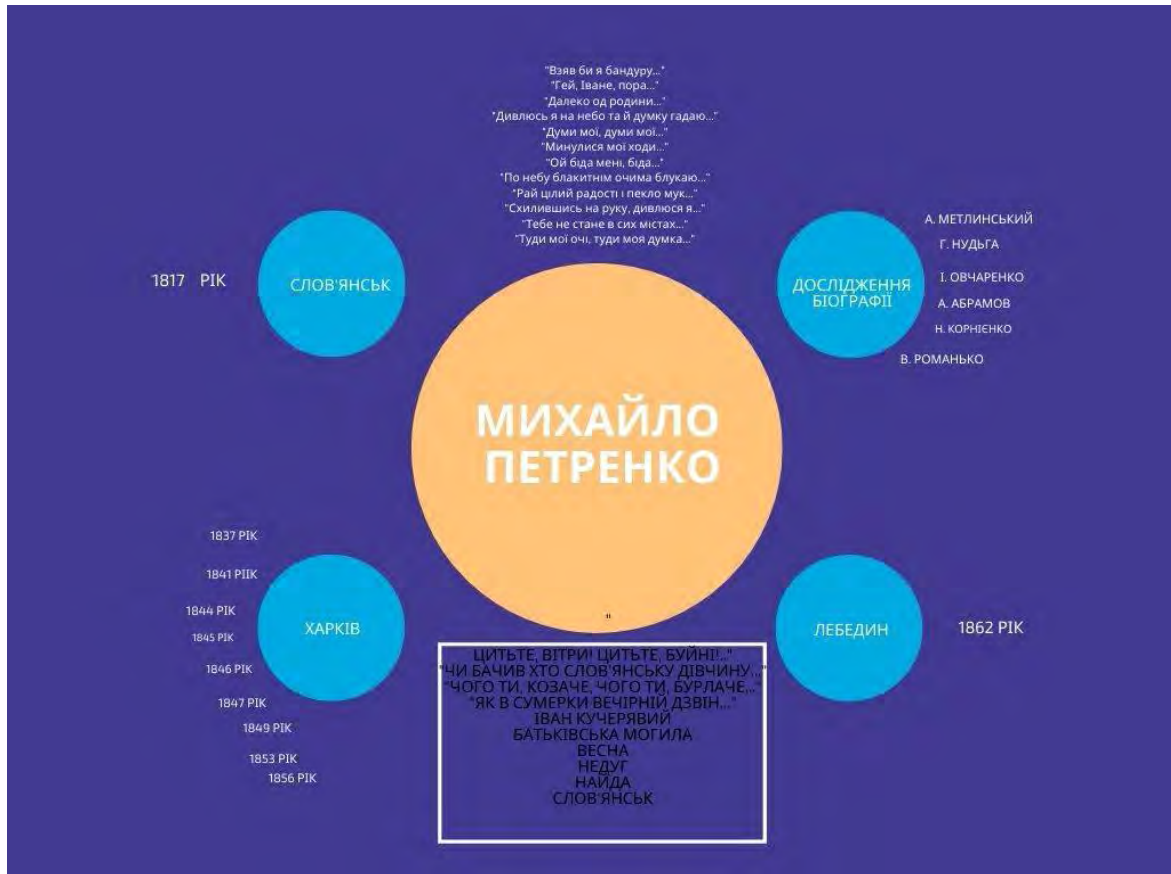 "Взяв би я бандуру..."
"Гей, Іване, пора..."
"Далеко од родини..."
"Дивлюсь я на небо та й думку гадаю..."
"Думи мої, думи мої..."
"Минулися мої ходи..."
"Ой біда мені, біда..."
"По небу блакитнім очима блукаю..."
"Рай цілий радості і пекло мук..."
"Схилившись на руку, дивлюся я..."
"Тебе не стане в сих містах..."
"Туди мої очі, туди моя думка..."
1817 РІК
СЛОВ'ЯНСЬК
ДОСЛІДЖЕННЯ
БІОГРАФІЇ
А. МЕТЛИНСЬКИЙ
Г. НУДЬГА
І. ОВЧАРЕНКО
А. АБРАМОВ
Н. КОРНІЄНКО
В. РОМАНЬКО
МИХАЙЛО
ПЕТРЕНКО
1837 РІК
1841 РІІК
1844 РІК
1845 РІК
1846 РІК
1847 РІК
1849 РІК
1853 РІК
1856 РІК
ХАРКІВ
ЛЕБЕДИН
1862 РІК
"
ЦИТЬТЕ, ВІТРИ! ЦИТЬТЕ, БУЙНІ!.."
"ЧИ БАЧИВ ХТО СЛОВ'ЯНСЬКУ ДІВЧИНУ..."
"ЧОГО ТИ, КОЗАЧЕ, ЧОГО ТИ, БУРЛАЧЕ..."
"ЯК В СУМЕРКИ ВЕЧІРНІЙ ДЗВІН..."
ІВАН КУЧЕРЯВИЙ
БАТЬКІВСЬКА МОГИЛА
ВЕСНА
НЕДУГ
НАЙДА
СЛОВ'ЯНСЬК